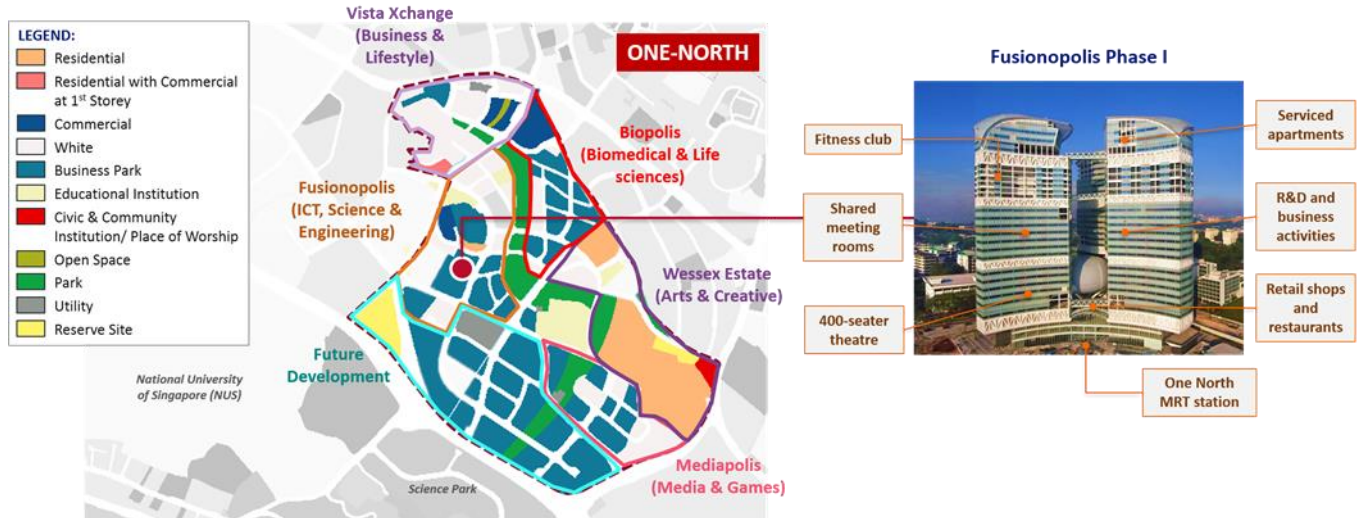 LEGEND:
Residential
Residential with Commercial
at 1st Storey
Commercial
White
Business Park
Educational Institution
Civic & Community
Institution/ Place of Worship
Open Space
Park
Utility
Reserve Site
Vista Xchange
(Business &
Lifestyle)
ONE-NORTH
Biopolis
(Biomedical & Life
sciences)
Fusionopolis
(ICT, Science &
Engineering)
Wessex Estate
(Arts & Creative)
Future
Development
National University
of Singapore (NUS)
Science Park
Mediapolis
(Media & Games)
Fusionopolis Phase I
Fitness club
Shared
meeting
rooms
400-seater
theatre
Serviced
apartments
R&D and
business
activities
Retail shops
and
restaurants
One North
MRT station